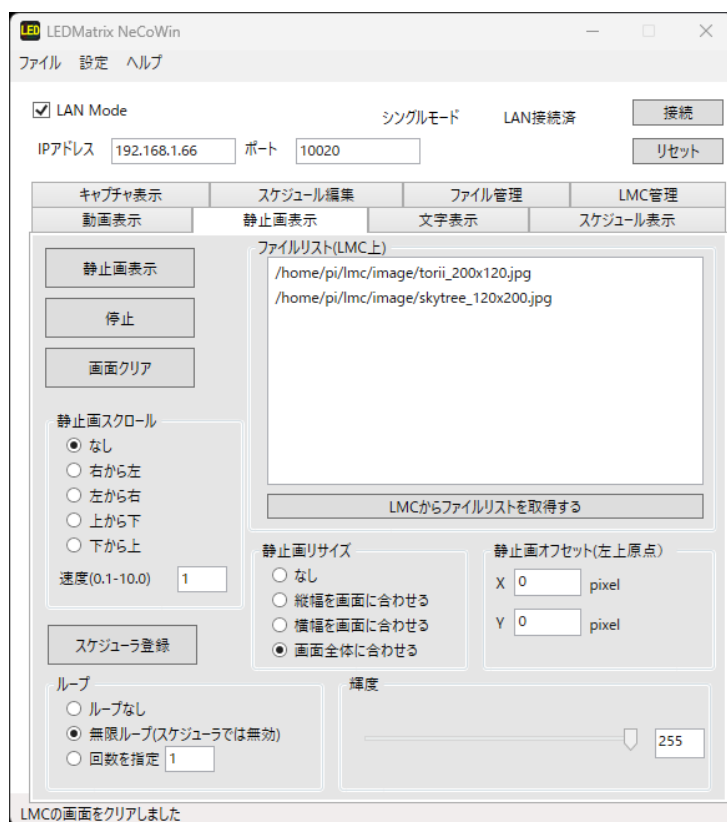 LED LEDMatrix NeCoWin
ファイル 設定 ヘルプ
LAN Mode シングルモード LAN接続済 接続
IPアドレス 192.168.1.66 ポート 10020 リセット
キャプチャ表示 スケジュール編集 ファイル管理 LMC管理
動画表示 静止画表示 文字表示 スケジュール表示
静止画表示
停止
画面クリア
ファイルリスト(LMC上)
/home/pi/lmc/image/torii_200x120.jpg
/home/pi/lmc/image/skytree_120x200.jpg
LMCからファイルリストを取得する
静止画スクロール
なし
右から左
左から右
上から下
下から上
速度(0.1-10.0) 1
静止画リサイズ
なし
縦幅を画面に合わせる
横幅を画面に合わせる
画面全体に合わせる
静止画オフセット(左上原点)
X 0 pixel
Y 0 pixel
スケジューラ登録
ループ
ループなし
無限ループ(スケジューラでは無効)
回数を指定 1
輝度
255
LMCの画面をクリアしました